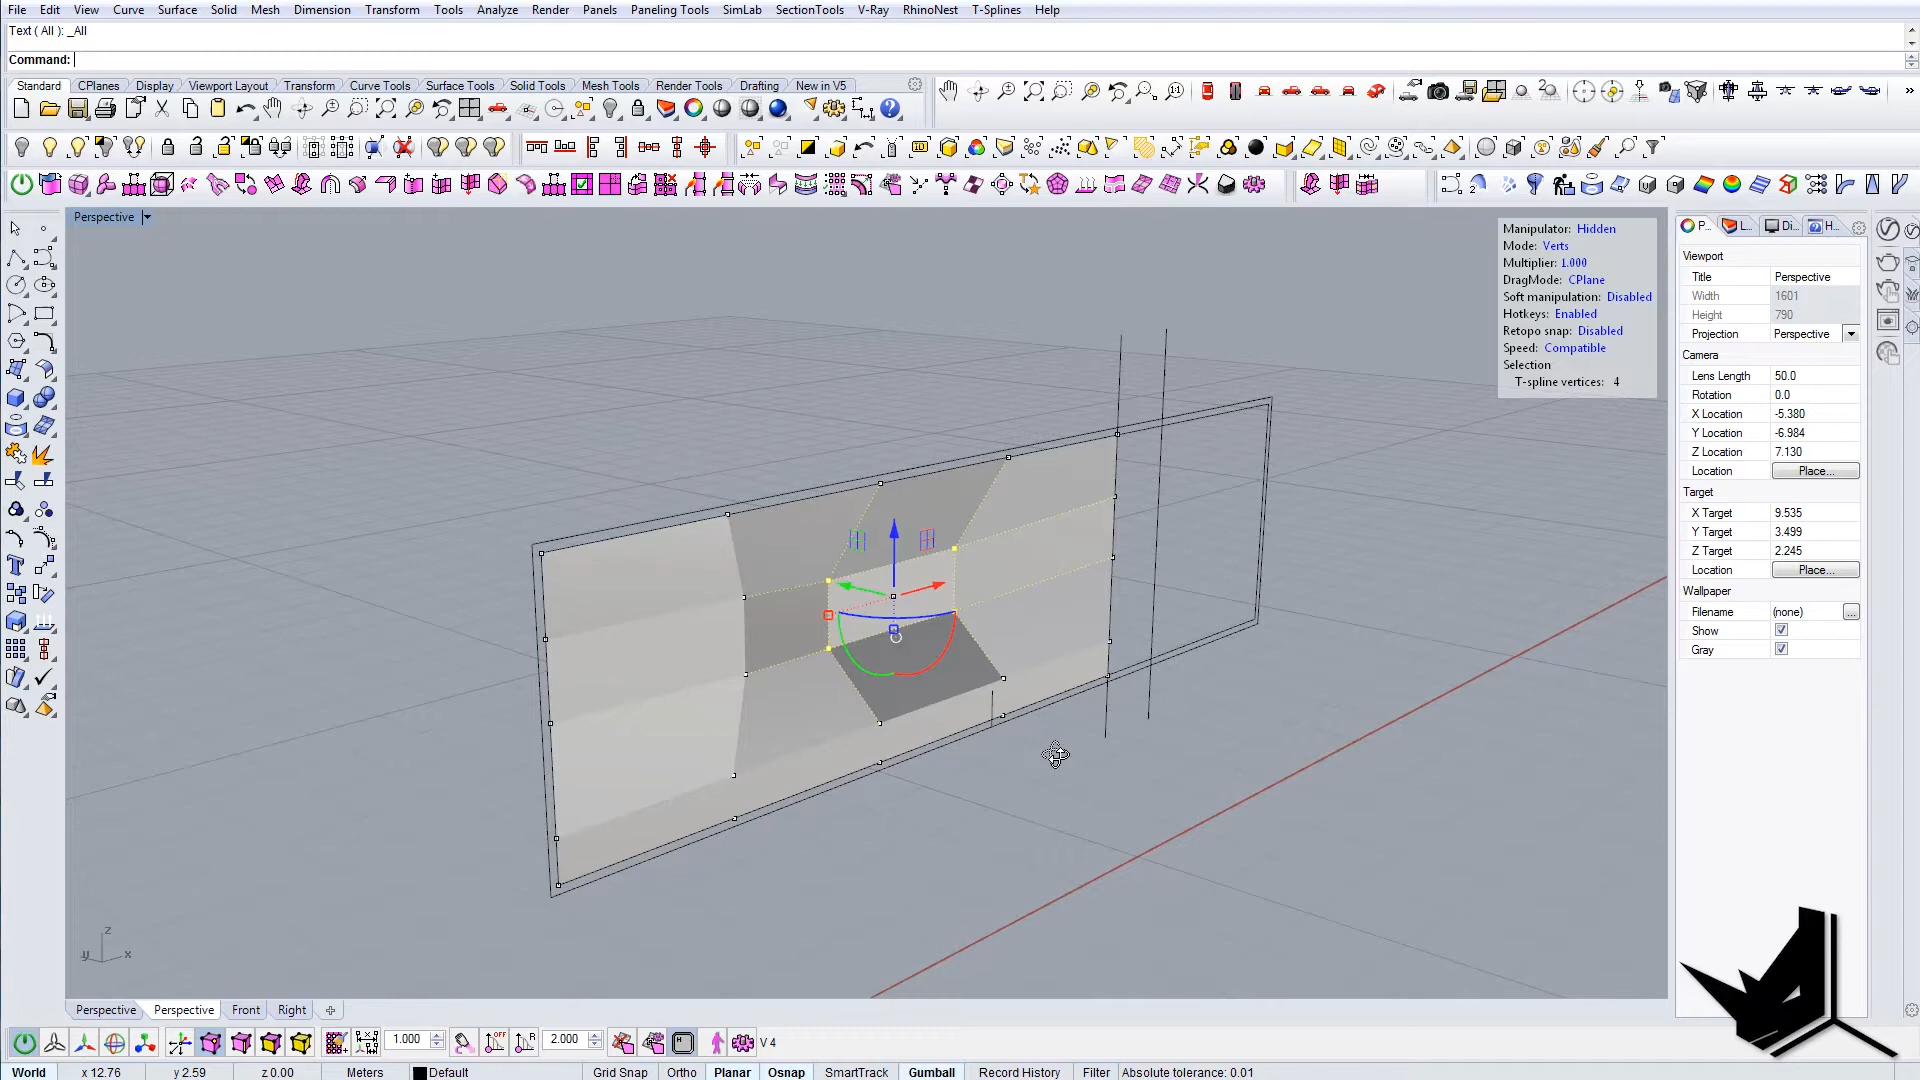 File Edit View Curve Surface Solid Mesh Dimension Transform Tools Analyze Render Panels Paneling Tools SimLab SectionTools V-Ray RhinoNest T-Splines Help
Text ( All ): _All
Command:
Standard CPlanes Display Viewport Layout Transform Curve Tools Surface Tools Solid Tools Mesh Tools Render Tools Drafting New in V5
Perspective
Manipulator: Hidden
Mode: Verts
Multiplier: 1.000
DragMode: CPlane
Soft manipulation: Disabled
Hotkeys: Enabled
Retopo snap: Disabled
Speed: Compatible
Selection
T-spline vertices: 4
P... L... Di... H...
Viewport
Title Perspective
Width 1601
Height 790
Projection Perspective
Camera
Lens Length 50.0
Rotation 0.0
X Location -5.380
Y Location -6.984
Z Location 7.130
Location Place...
Target
X Target 9.535
Y Target 3.499
Z Target 2.245
Location Place...
Wallpaper
Filename (none) ...
Show
Gray
z
y x
Perspective Perspective Front Right
1.000 OFF R 2.000 H V 4
World x 12.76 y 2.59 z 0.00 Meters Default Grid Snap Ortho Planar Osnap SmartTrack Gumball Record History Filter Absolute tolerance: 0.01